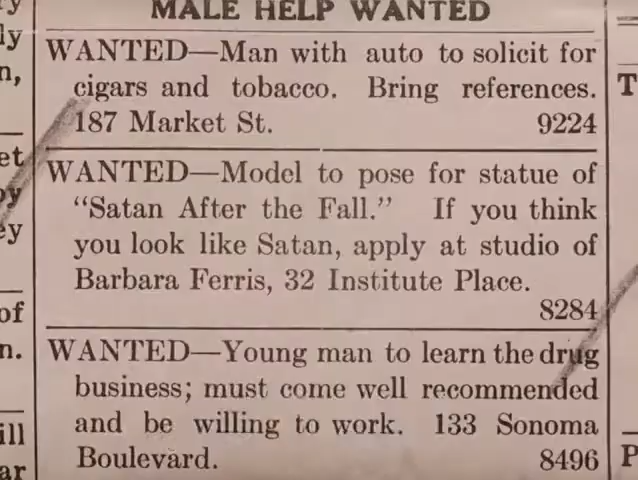 MALE HELP WANTED
WANTED—Man with auto to solicit for
cigars and tobacco. Bring references.
187 Market St. 9224
WANTED—Model to pose for statue of
“Satan After the Fall.” If you think
you look like Satan, apply at studio of
Barbara Ferris, 32 Institute Place.
8284
WANTED—Young man to learn the drug
business; must come well recommended
and be willing to work. 133 Sonoma
Boulevard. 8496